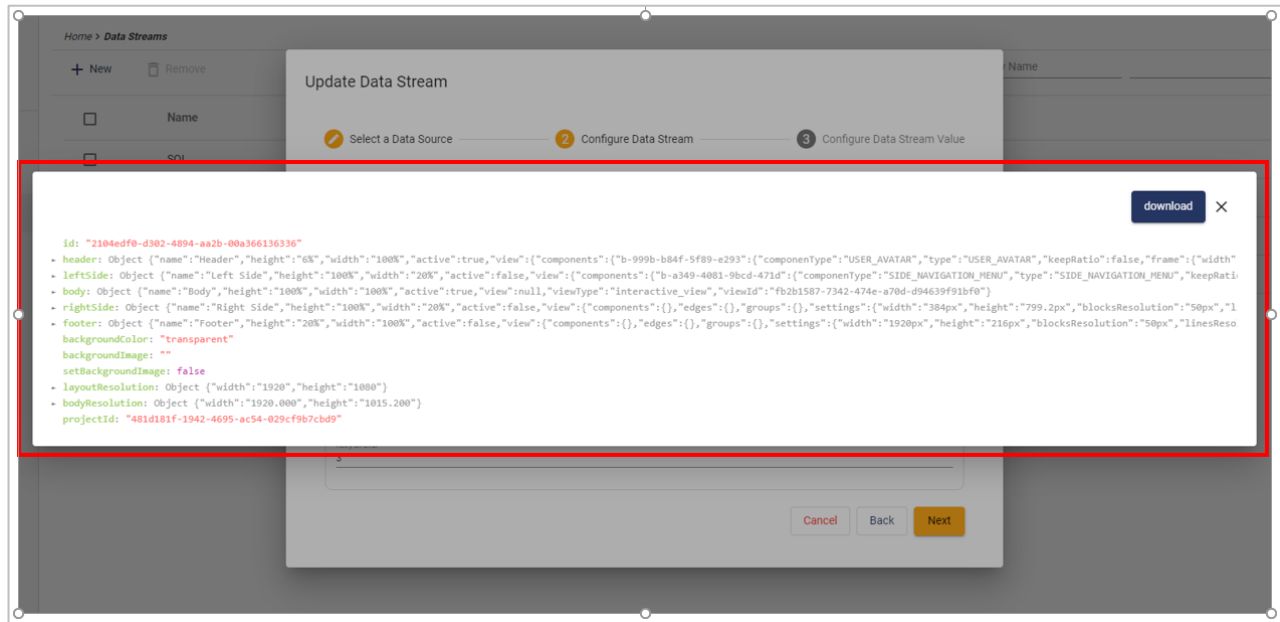 Home > Data Streams
+ New Remove
Name
Name
Update Data Stream
Select a Data Source 2 Configure Data Stream 3 Configure Data Stream Value
SQL
download
id: "2104edf0-d302-4894-aa2b-00a366136336"
header: Object {"name":"Header","height":"6%","width":"100%","active":true,"view":{"components":{"b-999b-b84f-5f89-e293":{"componentType":"USER_AVATAR","type":"USER_AVATAR","keepRatio":false,"frame":{"width"
leftSide: Object {"name":"Left Side","height":"100%","width":"20%","active":false,"view":{"components":{"b-a349-4081-9bcd-471d":{"componentType":"SIDE_NAVIGATION_MENU","type":"SIDE_NAVIGATION_MENU","keepRati
body: Object {"name":"Body","height":"100%","width":"100%","active":true,"view":null,"viewType":"interactive_view","viewId":"fb2b1587-7342-474e-a70d-d94639f91bf0"}
rightSide: Object {"name":"Right Side","height":"100%","width":"20%","active":false,"view":{"components":{},"edges":{},"groups":{},"settings":{"width":"384px","height":"799.2px","blocksResolution":"50px","l
footer: Object {"name":"Footer","height":"20%","width":"100%","active":false,"view":{"components":{},"edges":{},"groups":{},"settings":{"width":"1920px","height":"216px","blocksResolution":"50px","linesReso
backgroundColor: "transparent"
backgroundImage: ""
setBackgroundImage: false
layoutResolution: Object {"width":"1920","height":"1080"}
bodyResolution: Object {"width":"1920.000","height":"1015.200"}
projectId: "481d181f-1942-4695-ac54-029cf9b7cbd9"
Cancel Back Next